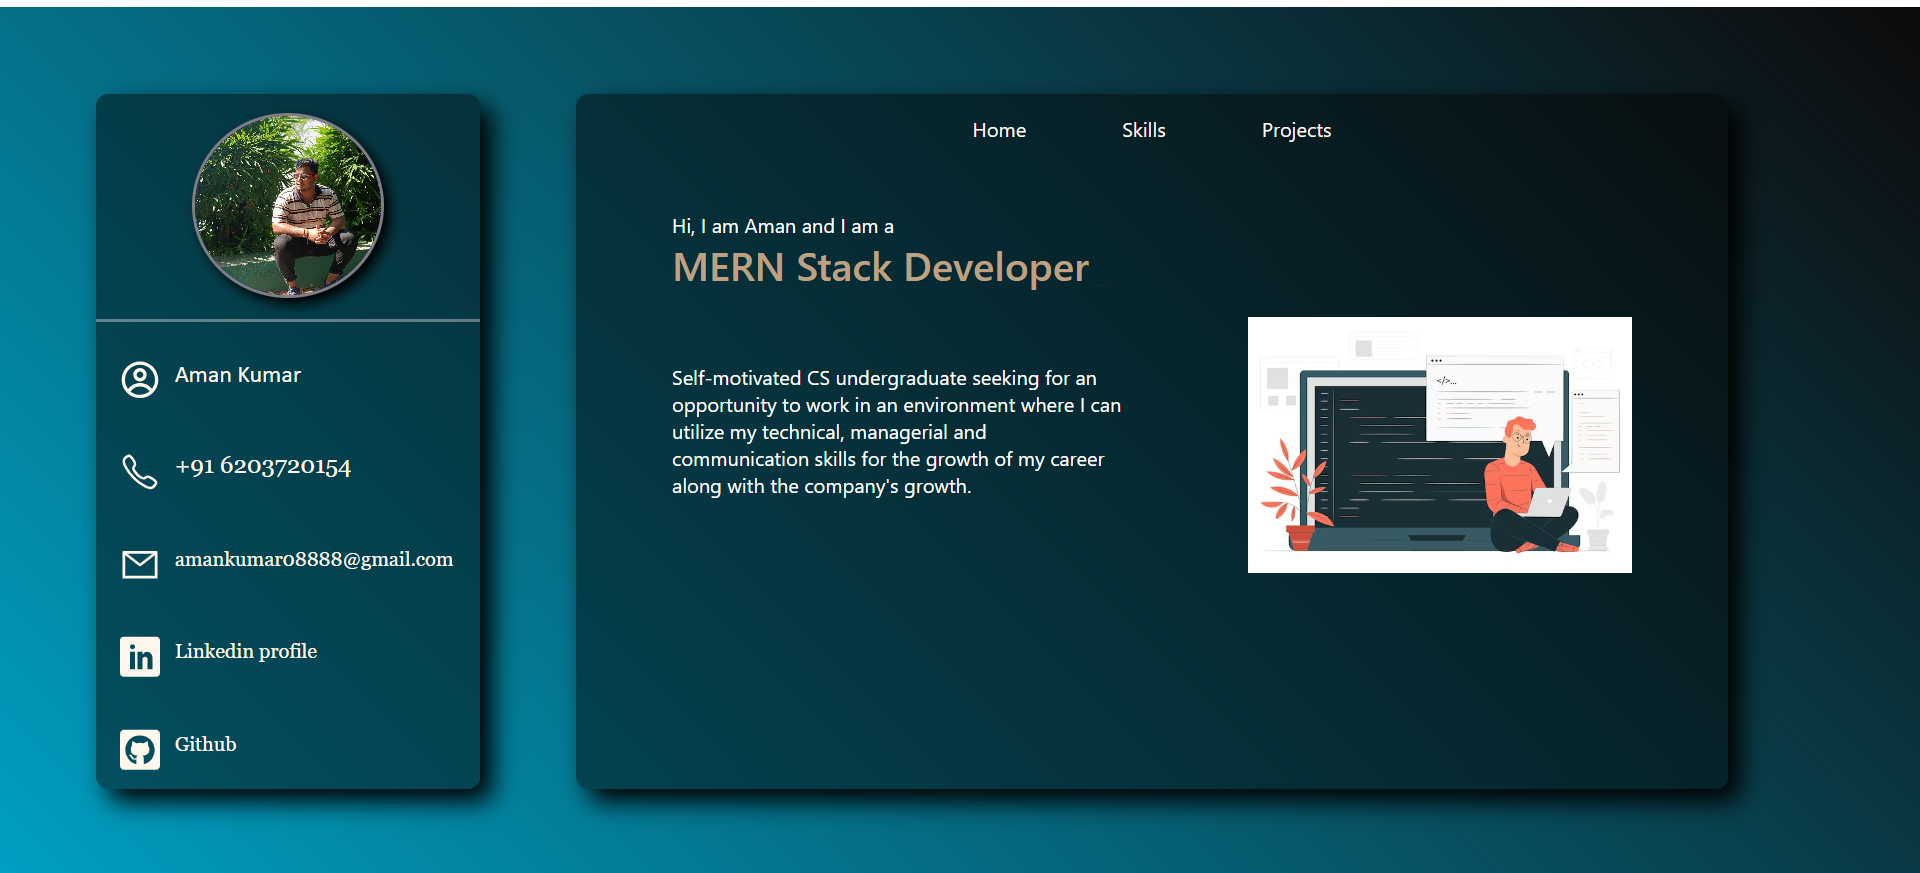 Home Skills Projects
Hi, I am Aman and I am a
MERN Stack Developer
Self-motivated CS undergraduate seeking for an
opportunity to work in an environment where I can
utilize my technical, managerial and
communication skills for the growth of my career
along with the company's growth.
</>...
</>
Aman Kumar
+91 6203720154
amankumar08888@gmail.com
in
Linkedin profile
Github